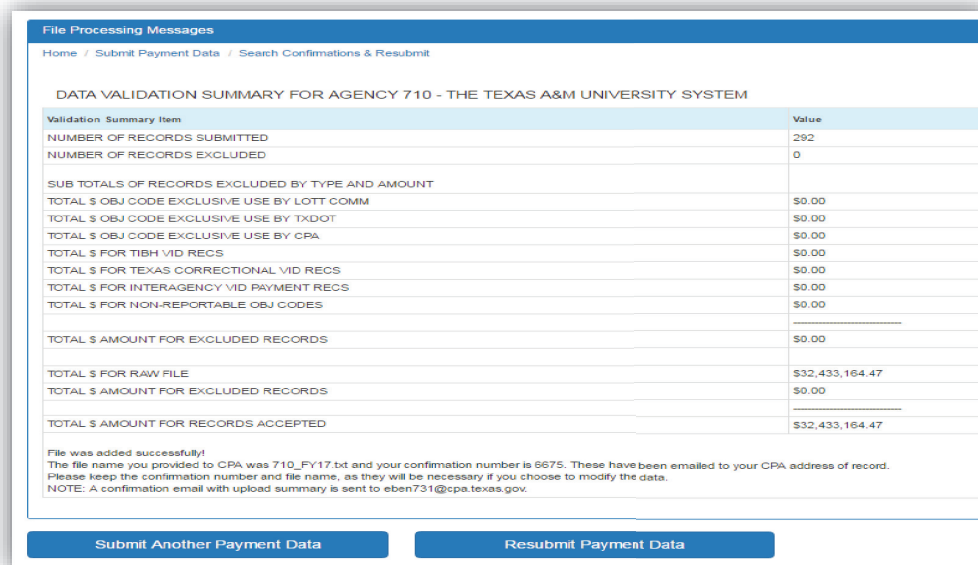 File Processing Messages
Home / Submit Payment Data / Search Confirmations & Resubmit
DATA VALIDATION SUMMARY FOR AGENCY 710 - THE TEXAS A&M UNIVERSITY SYSTEM
Validation Summary Item Value
NUMBER OF RECORDS SUBMITTED 292
NUMBER OF RECORDS EXCLUDED 0
SUB TOTALS OF RECORDS EXCLUDED BY TYPE AND AMOUNT
TOTAL $ OBJ CODE EXCLUSIVE USE BY LOTT COMM $0.00
TOTAL $ OBJ CODE EXCLUSIVE USE BY TXDOT $0.00
TOTAL $ OBJ CODE EXCLUSIVE USE BY CPA $0.00
TOTAL $ FOR TIBH VID RECS $0.00
TOTAL $ FOR TEXAS CORRECTIONAL VID RECS $0.00
TOTAL $ FOR INTERAGENCY VID PAYMENT RECS $0.00
TOTAL $ FOR NON-REPORTABLE OBJ CODES $0.00
------------------------------
TOTAL $ AMOUNT FOR EXCLUDED RECORDS $0.00
TOTAL $ FOR RAW FILE $32,433,164.47
TOTAL $ AMOUNT FOR EXCLUDED RECORDS $0.00
------------------------------
TOTAL $ AMOUNT FOR RECORDS ACCEPTED $32,433,164.47
File was added successfully!
The file name you provided to CPA was 710_FY17.txt and your confirmation number is 6675. These have been emailed to your CPA address of record.
Please keep the confirmation number and file name, as they will be necessary if you choose to modify the data.
NOTE: A confirmation email with upload summary is sent to eben731@cpa.texas.gov.
Submit Another Payment Data Resubmit Payment Data